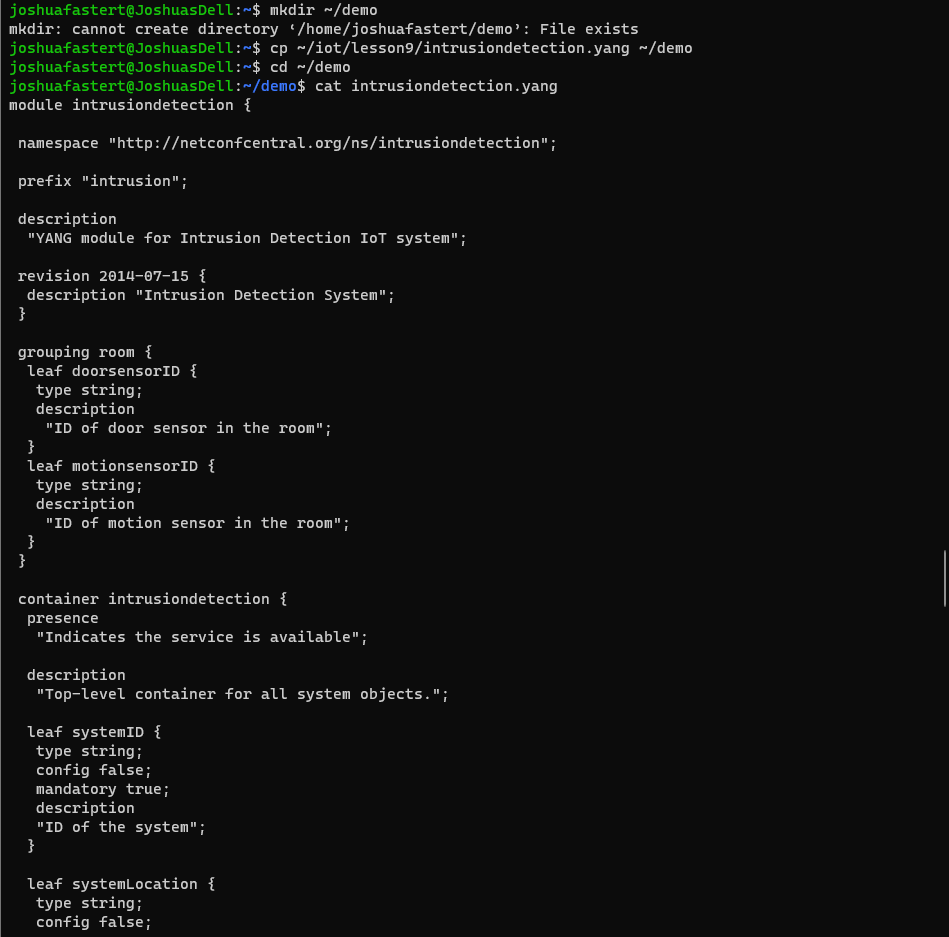 joshuafastert@JoshuasDell:~$ mkdir ~/demo
mkdir: cannot create directory ‘/home/joshuafastert/demo’: File exists
joshuafastert@JoshuasDell:~$ cp ~/iot/lesson9/intrusiondetection.yang ~/demo
joshuafastert@JoshuasDell:~$ cd ~/demo
joshuafastert@JoshuasDell:~/demo$ cat intrusiondetection.yang
module intrusiondetection {

 namespace "http://netconfcentral.org/ns/intrusiondetection";

 prefix "intrusion";

 description
  "YANG module for Intrusion Detection IoT system";

 revision 2014-07-15 {
  description "Intrusion Detection System";
 }

 grouping room {
  leaf doorsensorID {
   type string;
   description
    "ID of door sensor in the room";
  }
  leaf motionsensorID {
   type string;
   description
    "ID of motion sensor in the room";
  }
 }

 container intrusiondetection {
  presence
   "Indicates the service is available";

  description
   "Top-level container for all system objects.";

  leaf systemID {
   type string;
   config false;
   mandatory true;
   description
   "ID of the system";
  }

  leaf systemLocation {
   type string;
   config false;